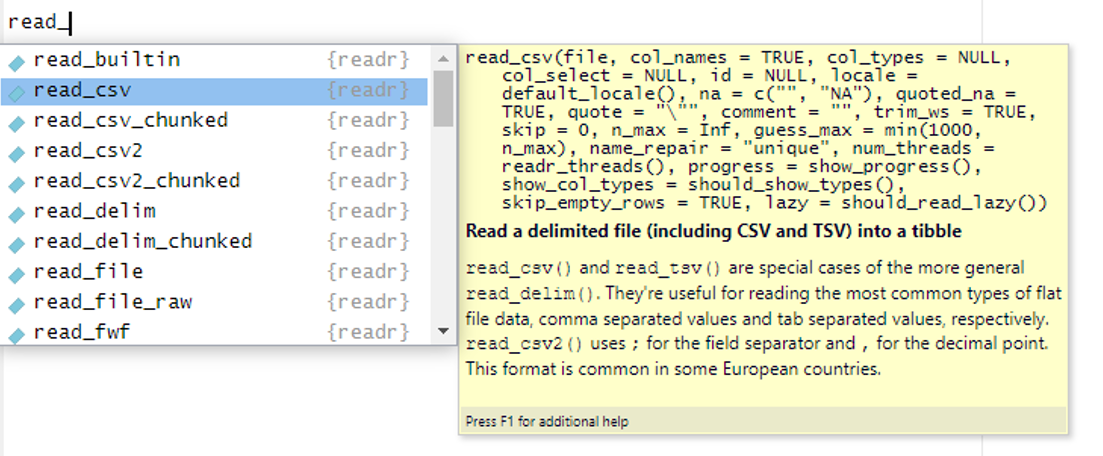 read_
read_builtin {readr}
read_csv {readr}
read_csv_chunked {readr}
read_csv2 {readr}
read_csv2_chunked {readr}
read_delim {readr}
read_delim_chunked {readr}
read_file {readr}
read_file_raw {readr}
read_fwf {readr}
read_csv(file, col_names = TRUE, col_types = NULL,
col_select = NULL, id = NULL, locale =
default_locale(), na = c("", "NA"), quoted_na =
TRUE, quote = "\"", comment = "", trim_ws = TRUE,
skip = 0, n_max = Inf, guess_max = min(1000,
n_max), name_repair = "unique", num_threads =
readr_threads(), progress = show_progress(),
show_col_types = should_show_types(),
skip_empty_rows = TRUE, lazy = should_read_lazy())
Read a delimited file (including CSV and TSV) into a tibble
read_csv() and read_tsv() are special cases of the more general
read_delim(). They're useful for reading the most common types of flat
file data, comma separated values and tab separated values, respectively.
read_csv2() uses ; for the field separator and , for the decimal point.
This format is common in some European countries.
Press F1 for additional help